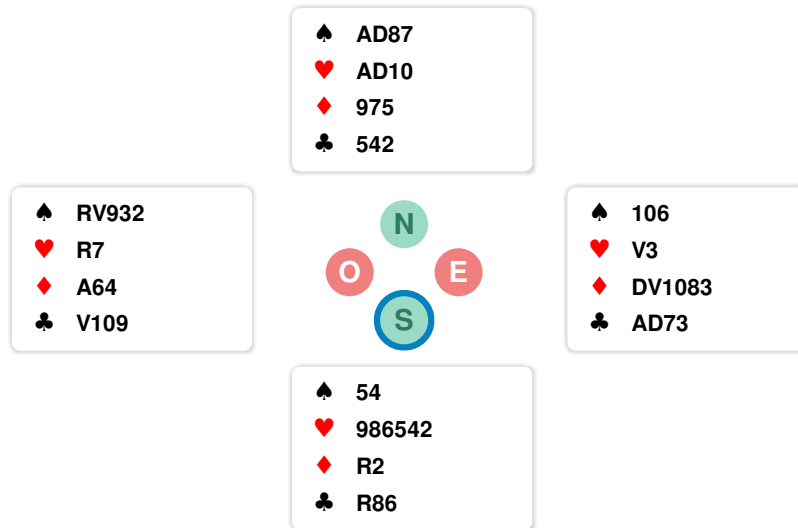 ♠ AD87
♥ AD10
♦ 975
♣ 542
♠ RV932
♥ R7
♦ A64
♣ V109
N
O E
S
♠ 106
♥ V3
♦ DV1083
♣ AD73
♠ 54
♥ 986542
♦ R2
♣ R86